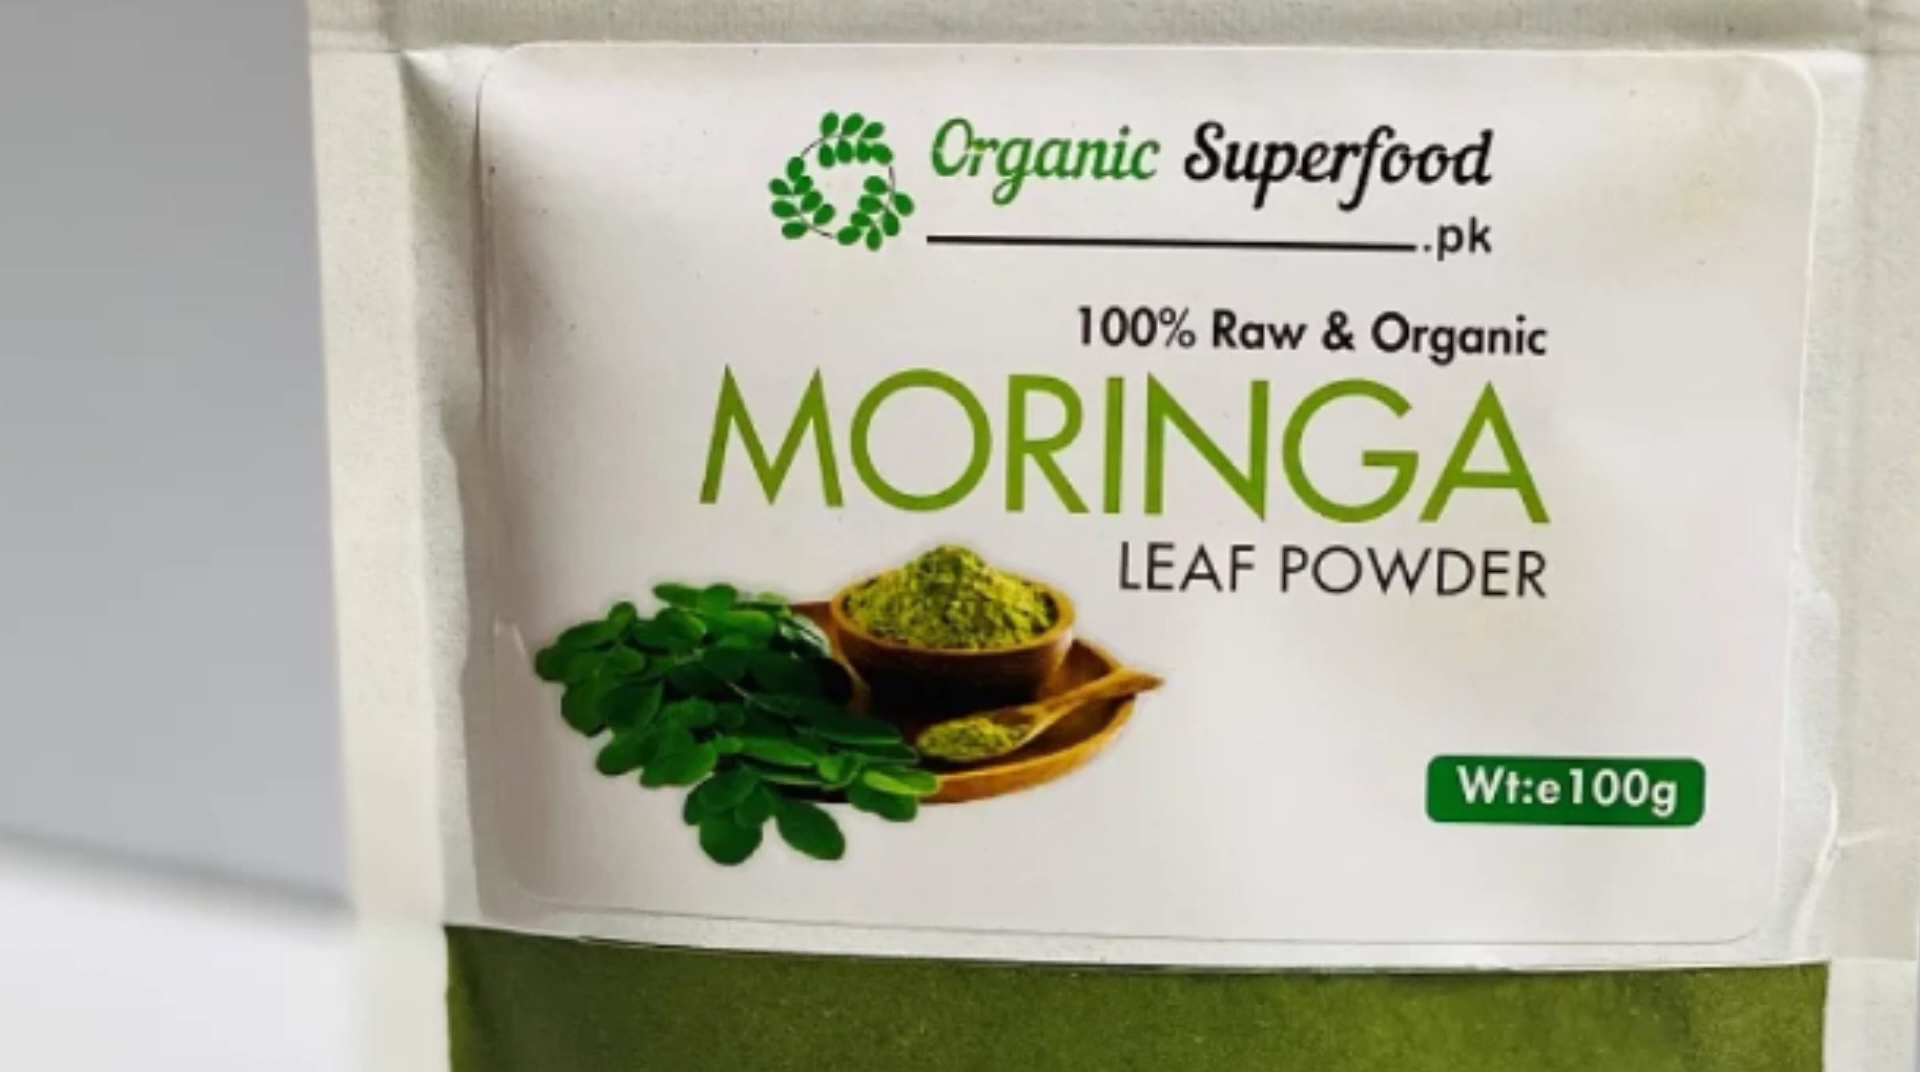 Organic Superfood
.pk
100% Raw & Organic
MORINGA
LEAF POWDER
Wt:e100g